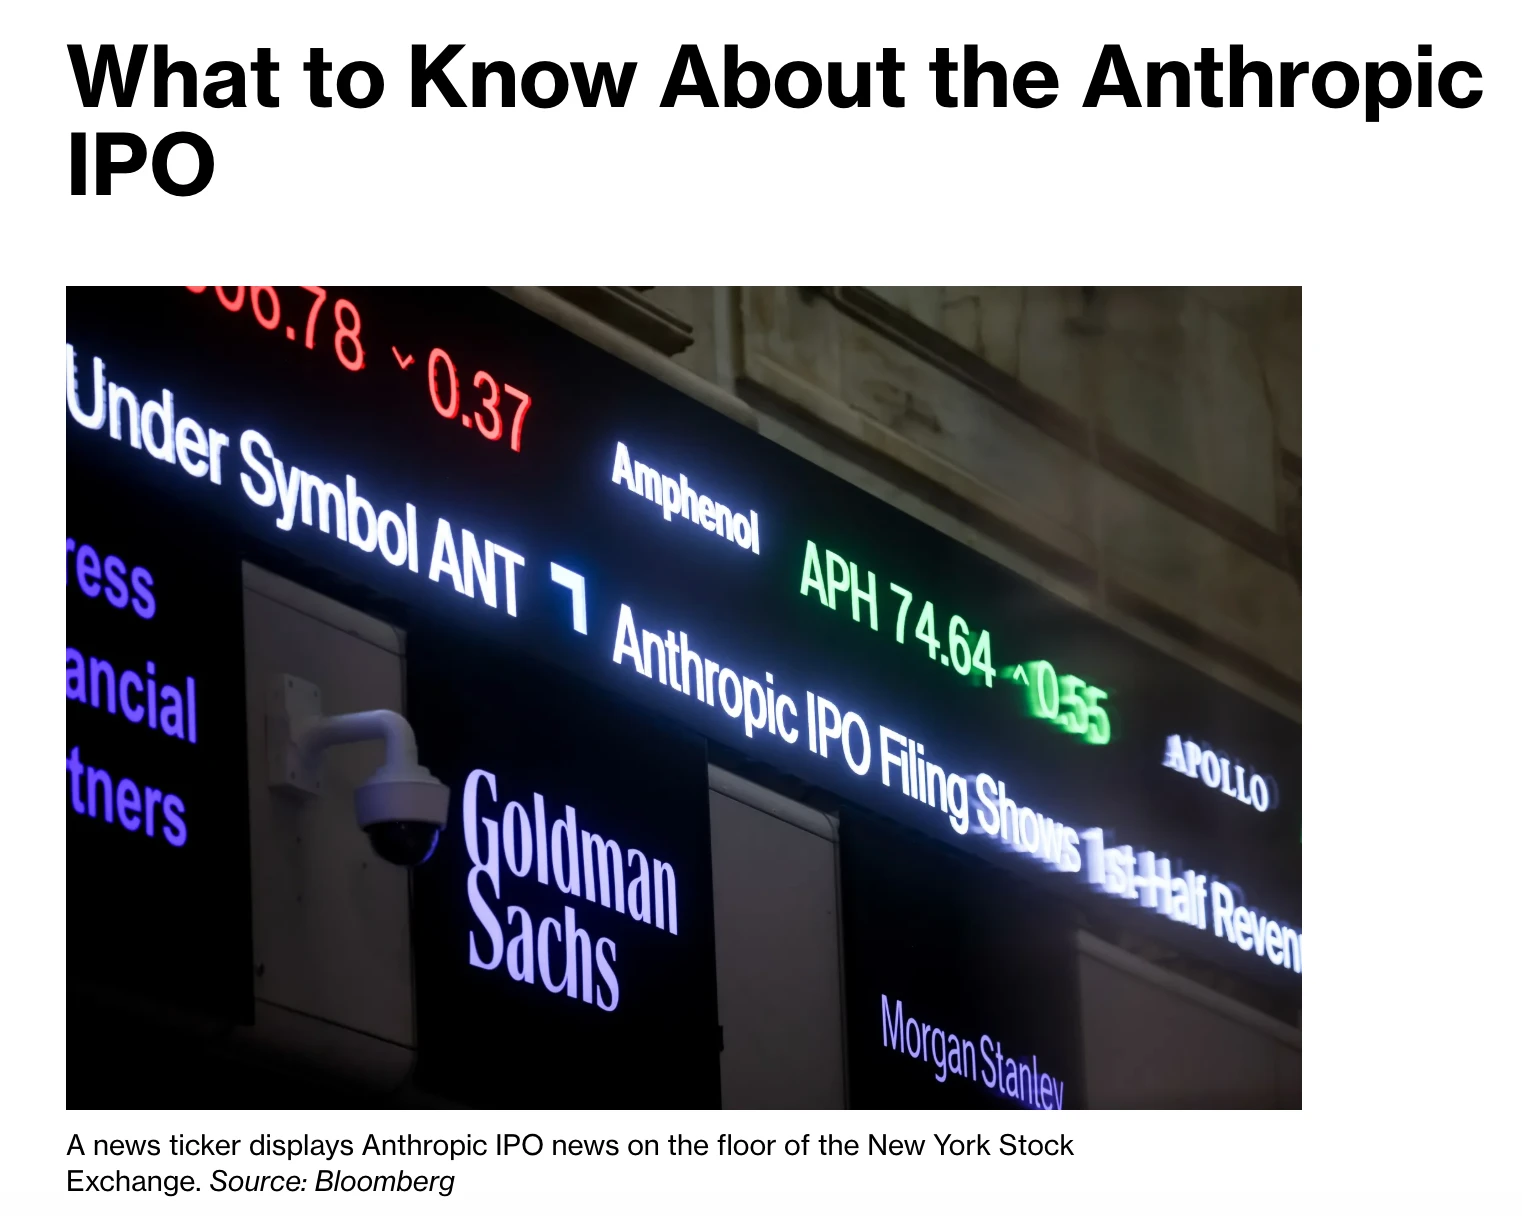 What to Know About the Anthropic
IPO
6.78 ⌄0.37
Under Symbol ANT
Amphenol
APH 74.64 ^0.55
Anthropic IPO Filing Shows 1st-Half Reven
APOLLO
ress
ancial
tners
Goldman
Sachs
Morgan Stanley
A news ticker displays Anthropic IPO news on the floor of the New York Stock
Exchange. Source: Bloomberg